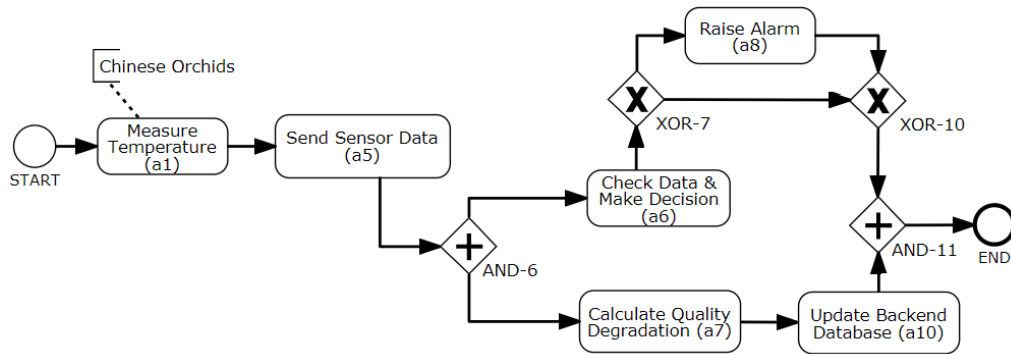 Raise Alarm
(a8)
Chinese Orchids
XOR-7
XOR-10
Measure
Temperature
(a1)
Send Sensor Data
(a5)
START
Check Data &
Make Decision
(a6)
AND-6
AND-11
END
Calculate Quality
Degradation (a7)
Update Backend
Database (a10)